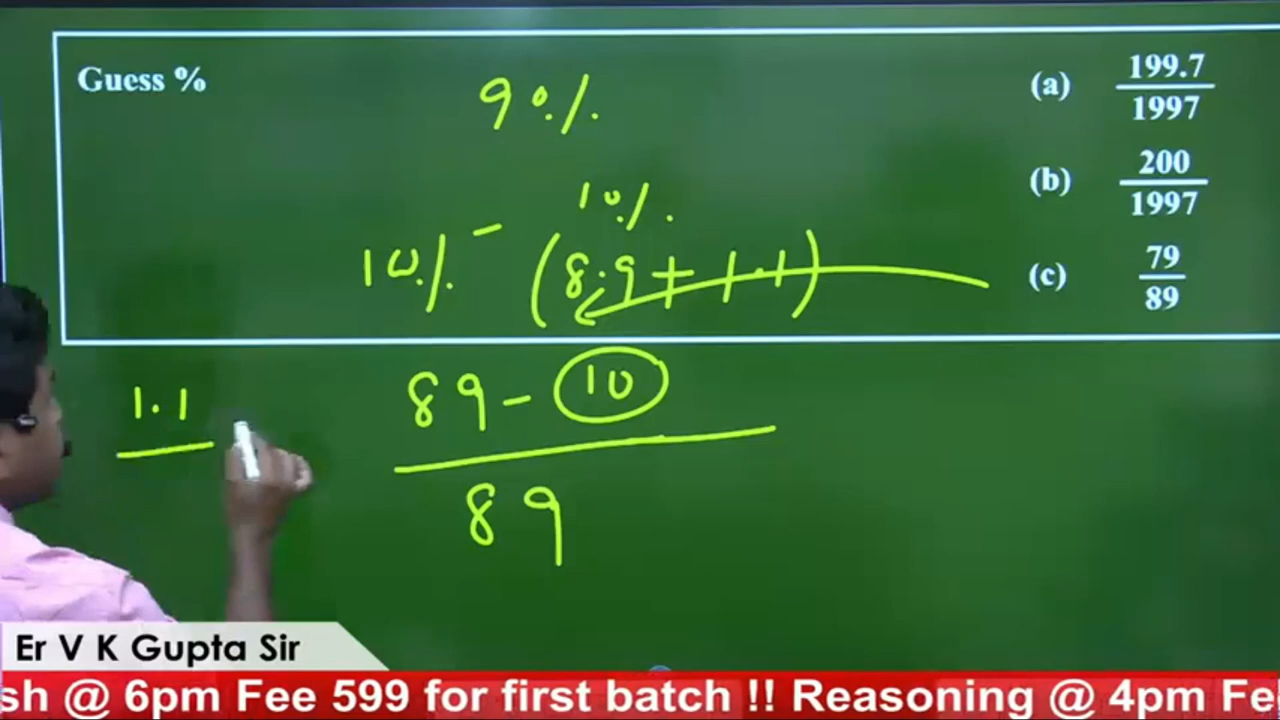 Guess %
9%
(a) 199.7
1997
(b) 200
1997
(c) 79
89
10%
10% - (8.9 + 1.1)
89 - 10
89
1.1
Er V K Gupta Sir
sh @ 6pm Fee 599 for first batch !! Reasoning @ 4pm Fe